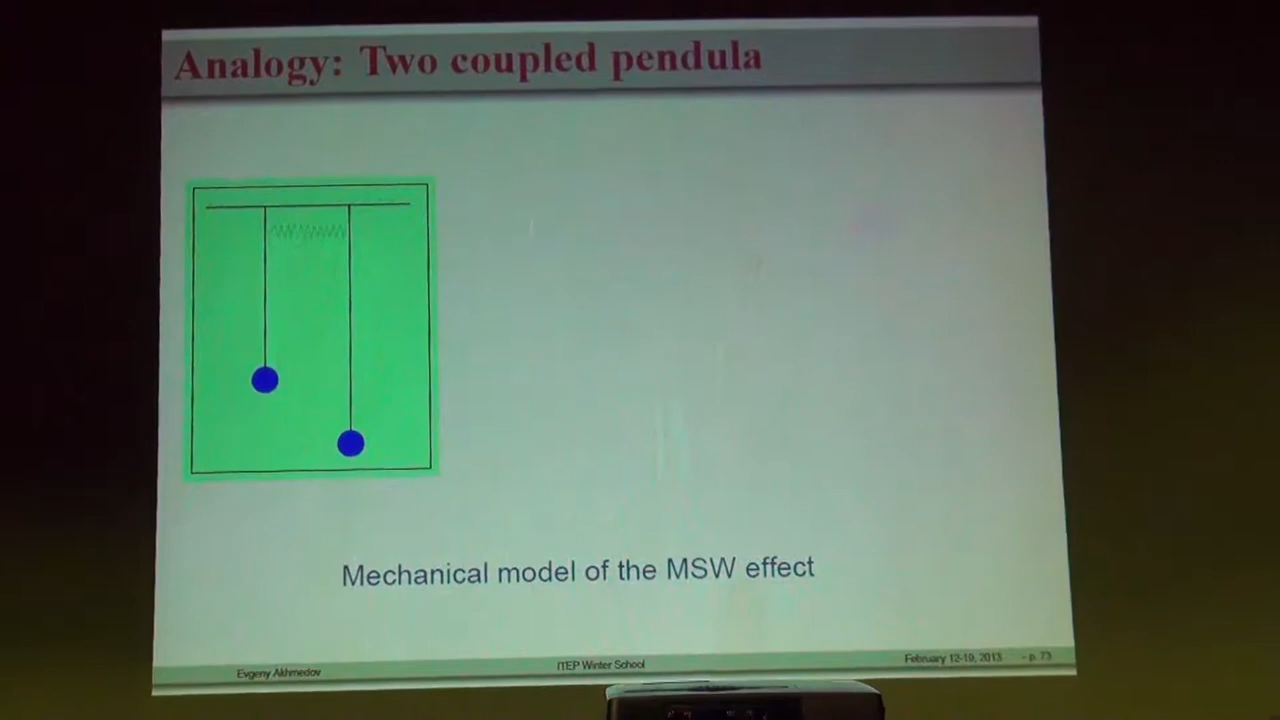 Analogy: Two coupled pendula
Mechanical model of the MSW effect
Evgeny Akhmedov
ITEP Winter School
February 12-19, 2013
- p. 73